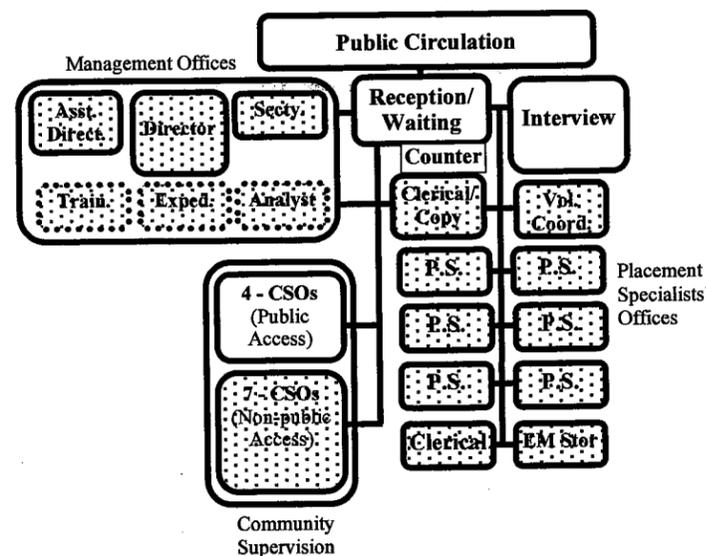 Public Circulation
Management Offices
Asst.
Direct.
Director
Secty.
Reception/
Waiting
Interview
Counter
Train.
Exped.
Analyst
Clerical/
Copy
Vol.
Coord.
P.S.
P.S.
Placement
Specialists
Offices
4 - CSOs
(Public
Access)
P.S.
P.S.
7 - CSOs
(Non-public
Access)
P.S.
P.S.
Clerical
EM Stor
Community
Supervision